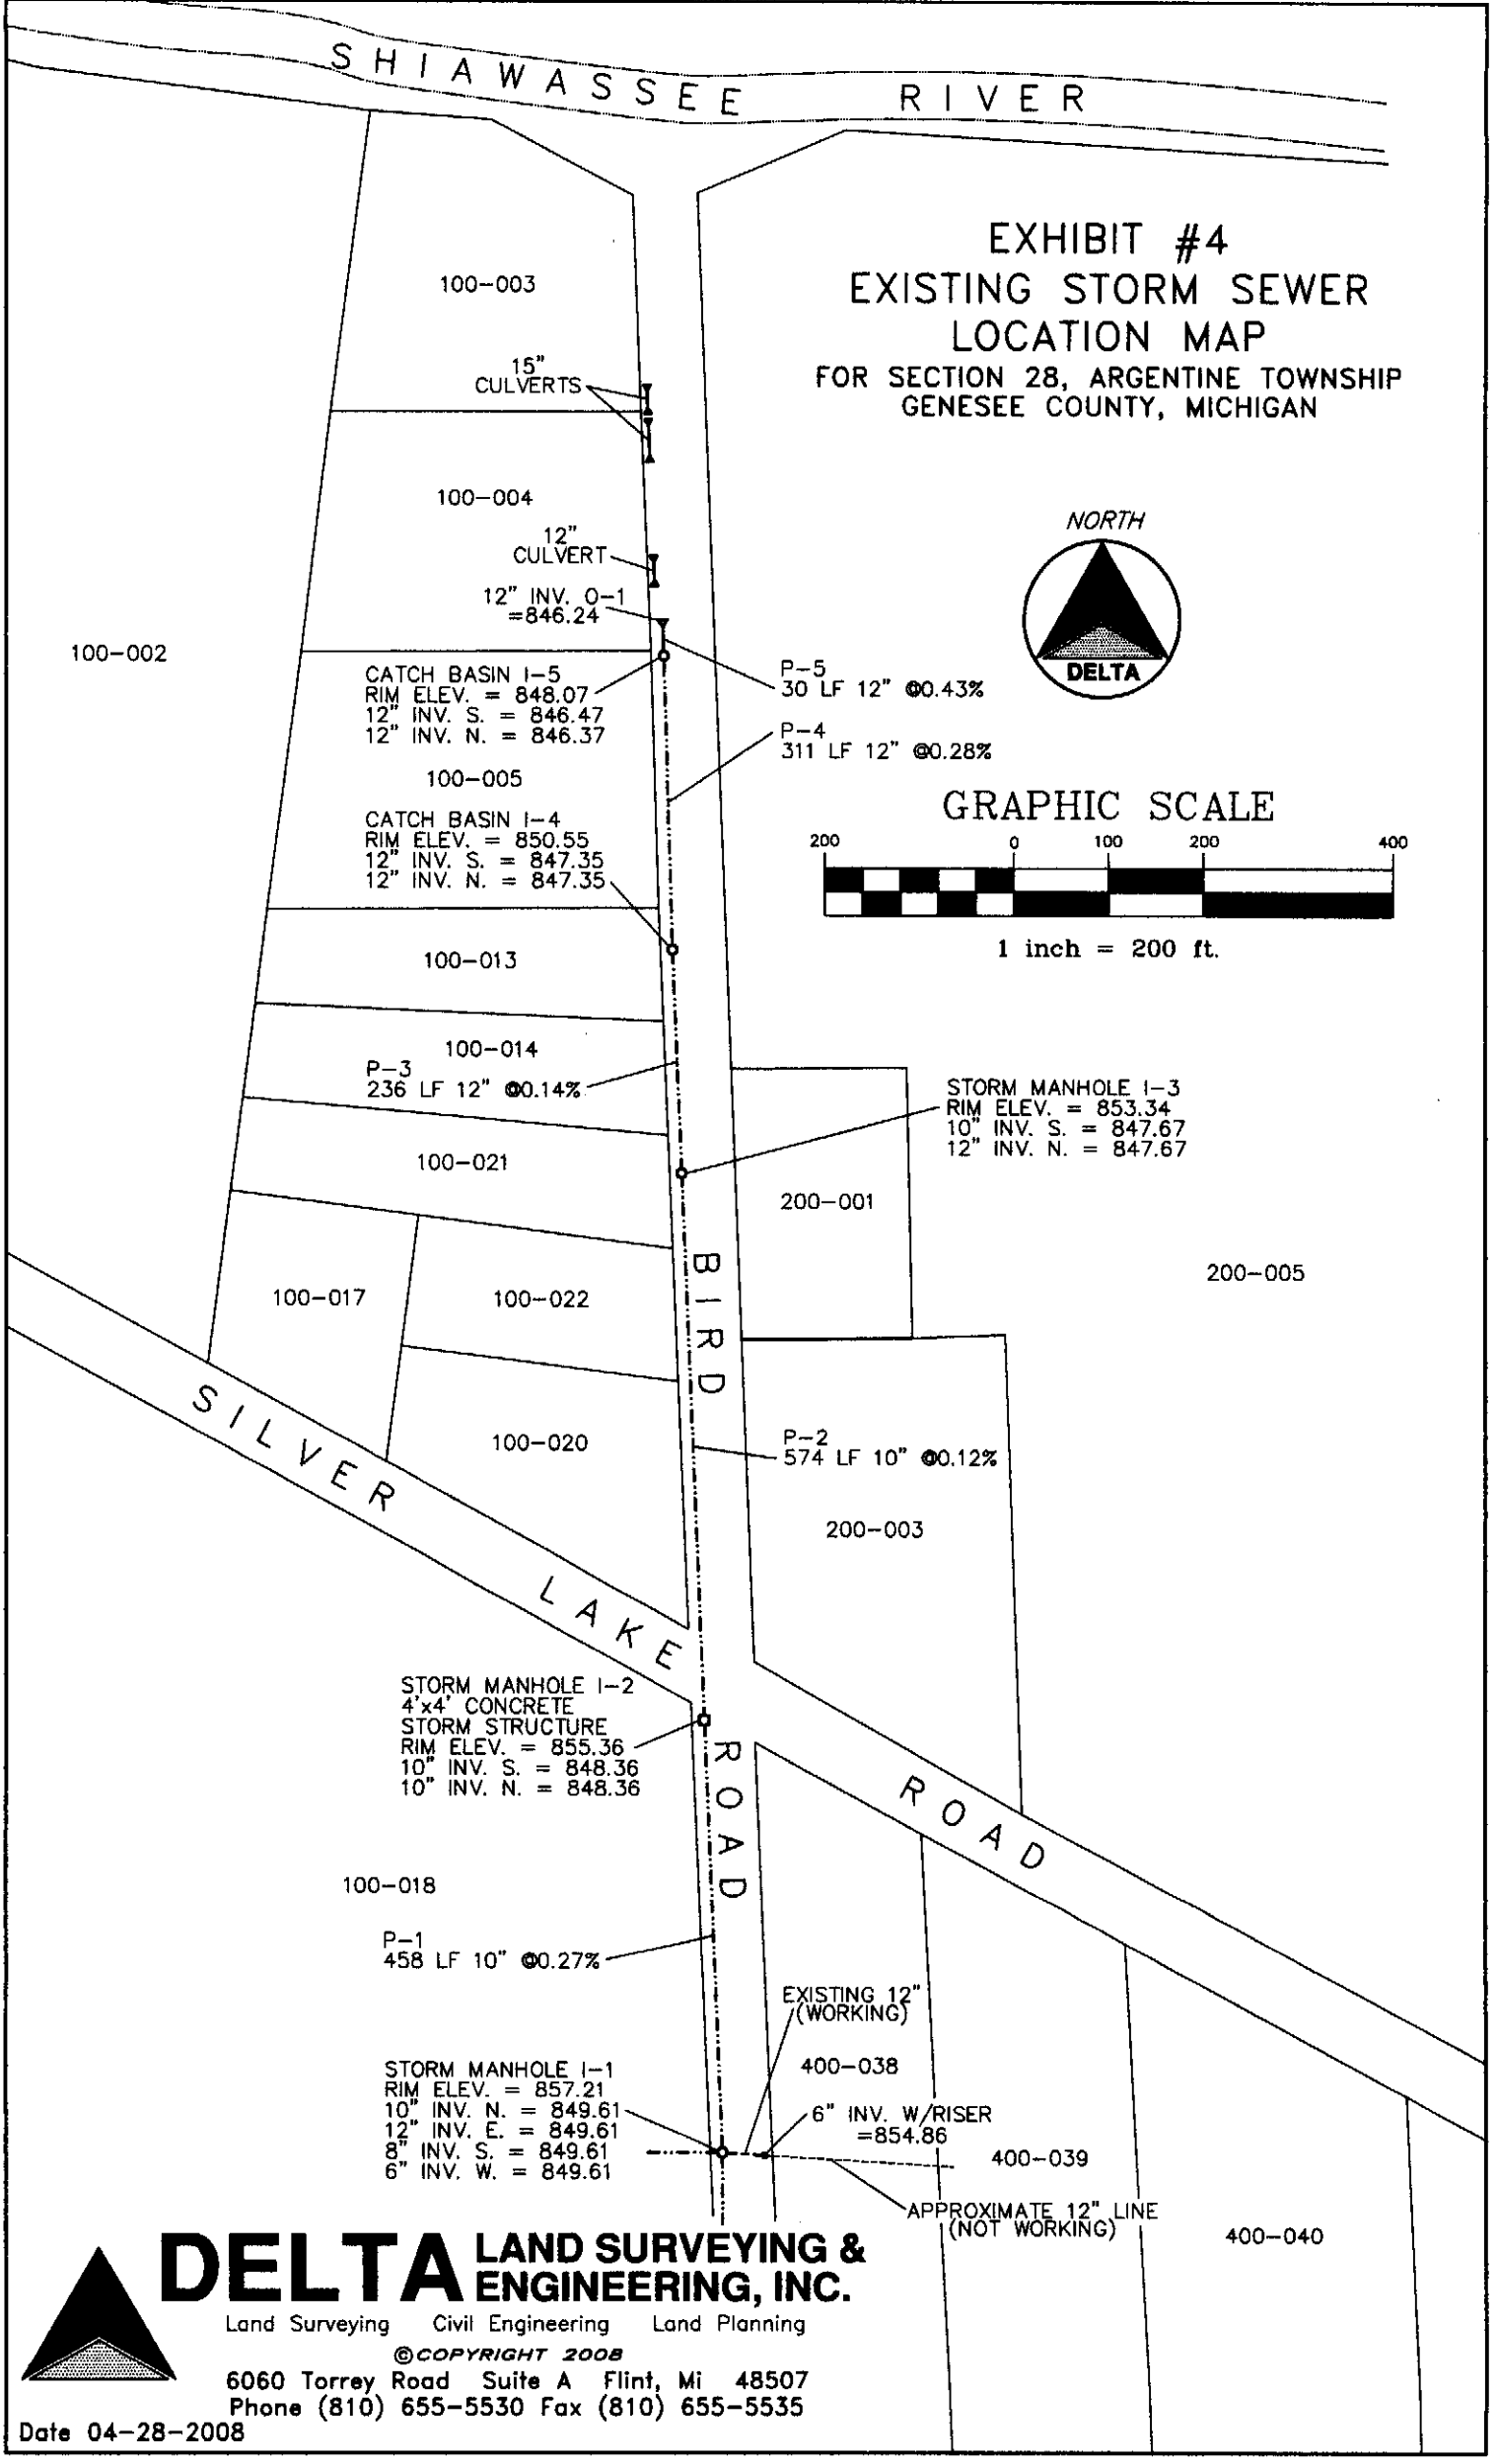 SHIAWASSEE RIVER
EXHIBIT #4
EXISTING STORM SEWER
LOCATION MAP
FOR SECTION 28, ARGENTINE TOWNSHIP
GENESEE COUNTY, MICHIGAN
100-003
15"
CULVERTS
100-004
12"
CULVERT
12" INV. O-1
=846.24
NORTH
DELTA
100-002
CATCH BASIN I-5
RIM ELEV. = 848.07
12" INV. S. = 846.47
12" INV. N. = 846.37
P-5
30 LF 12" @0.43%
P-4
311 LF 12" @0.28%
100-005
GRAPHIC SCALE
200 0 100 200 400
1 inch = 200 ft.
CATCH BASIN I-4
RIM ELEV. = 850.55
12" INV. S. = 847.35
12" INV. N. = 847.35
100-013
100-014
P-3
236 LF 12" @0.14%
STORM MANHOLE I-3
RIM ELEV. = 853.34
10" INV. S. = 847.67
12" INV. N. = 847.67
100-021
200-001
200-005
100-017
100-022
BIRD ROAD
SILVER LAKE ROAD
100-020
P-2
574 LF 10" @0.12%
200-003
STORM MANHOLE I-2
4'x4' CONCRETE
STORM STRUCTURE
RIM ELEV. = 855.36
10" INV. S. = 848.36
10" INV. N. = 848.36
100-018
P-1
458 LF 10" @0.27%
EXISTING 12"
(WORKING)
400-038
STORM MANHOLE I-1
RIM ELEV. = 857.21
10" INV. N. = 849.61
12" INV. E. = 849.61
8" INV. S. = 849.61
6" INV. W. = 849.61
6" INV. W/RISER
=854.86
400-039
APPROXIMATE 12" LINE
(NOT WORKING)
400-040
DELTA LAND SURVEYING &
ENGINEERING, INC.
Land Surveying Civil Engineering Land Planning
©COPYRIGHT 2008
6060 Torrey Road Suite A Flint, Mi 48507
Phone (810) 655-5530 Fax (810) 655-5535
Date 04-28-2008